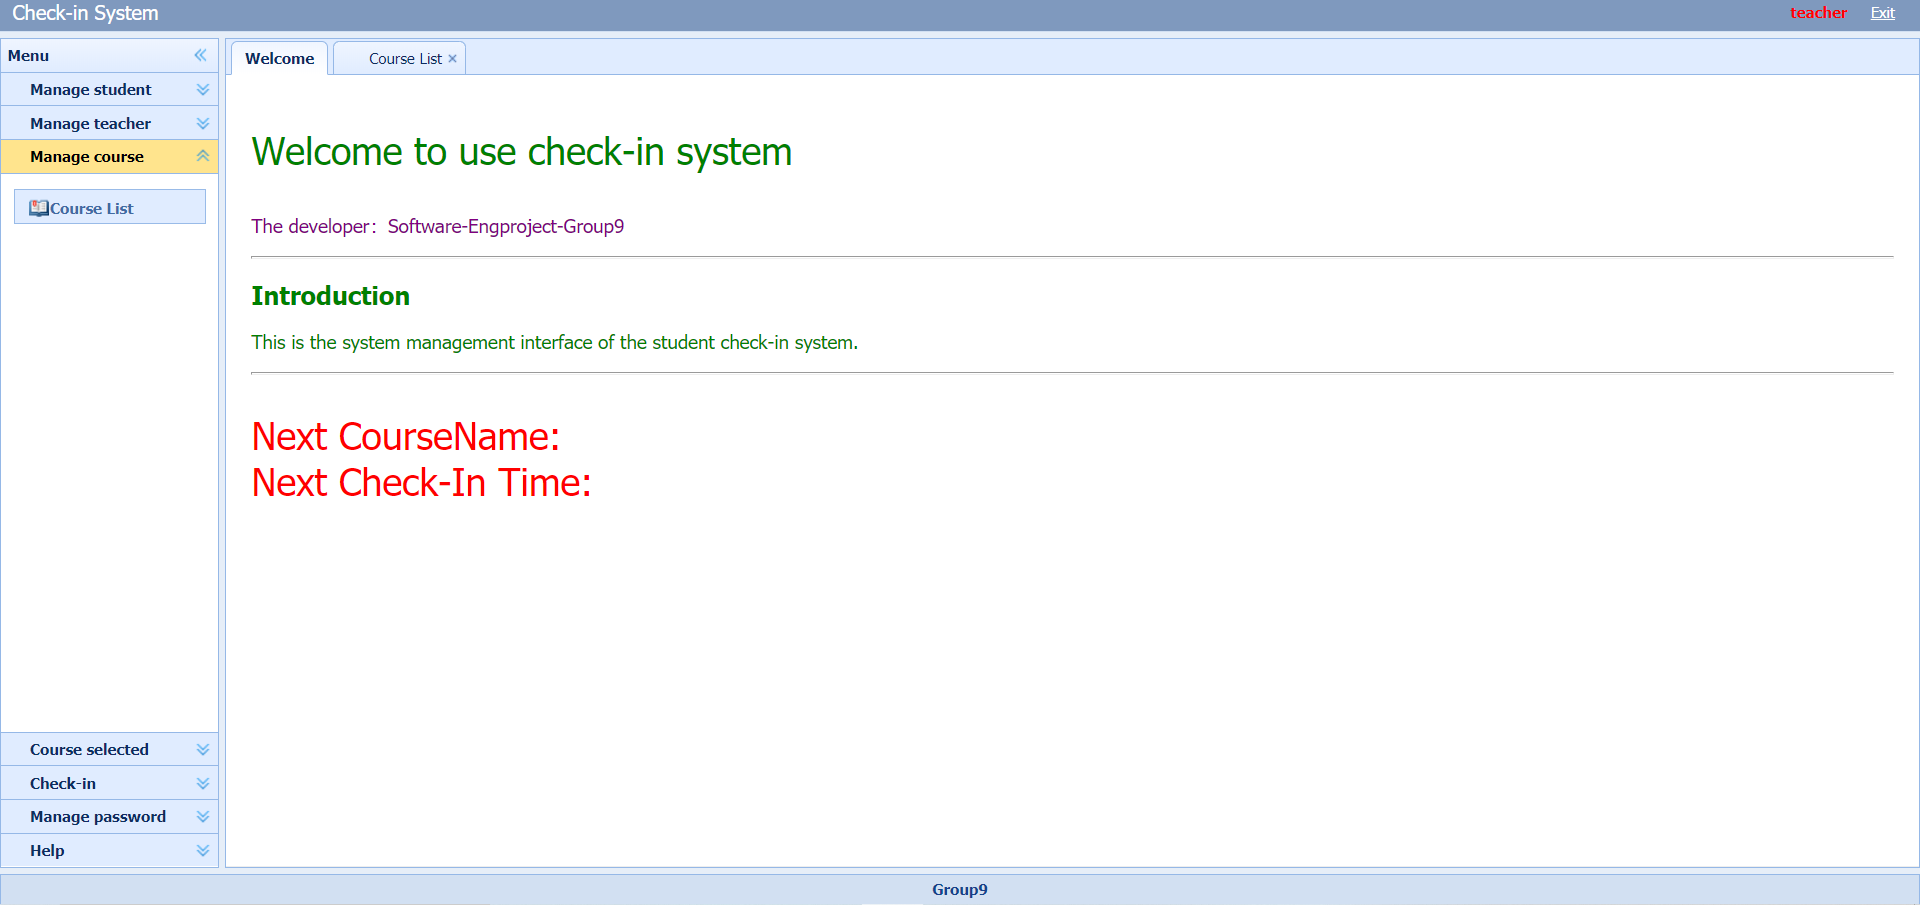 Check-in System
teacher Exit
Menu
Manage student
Manage teacher
Manage course
Course List
Course selected
Check-in
Manage password
Help
Welcome Course List
Welcome to use check-in system
The developer：Software-Engproject-Group9
Introduction
This is the system management interface of the student check-in system.
Next CourseName:
Next Check-In Time:
Group9